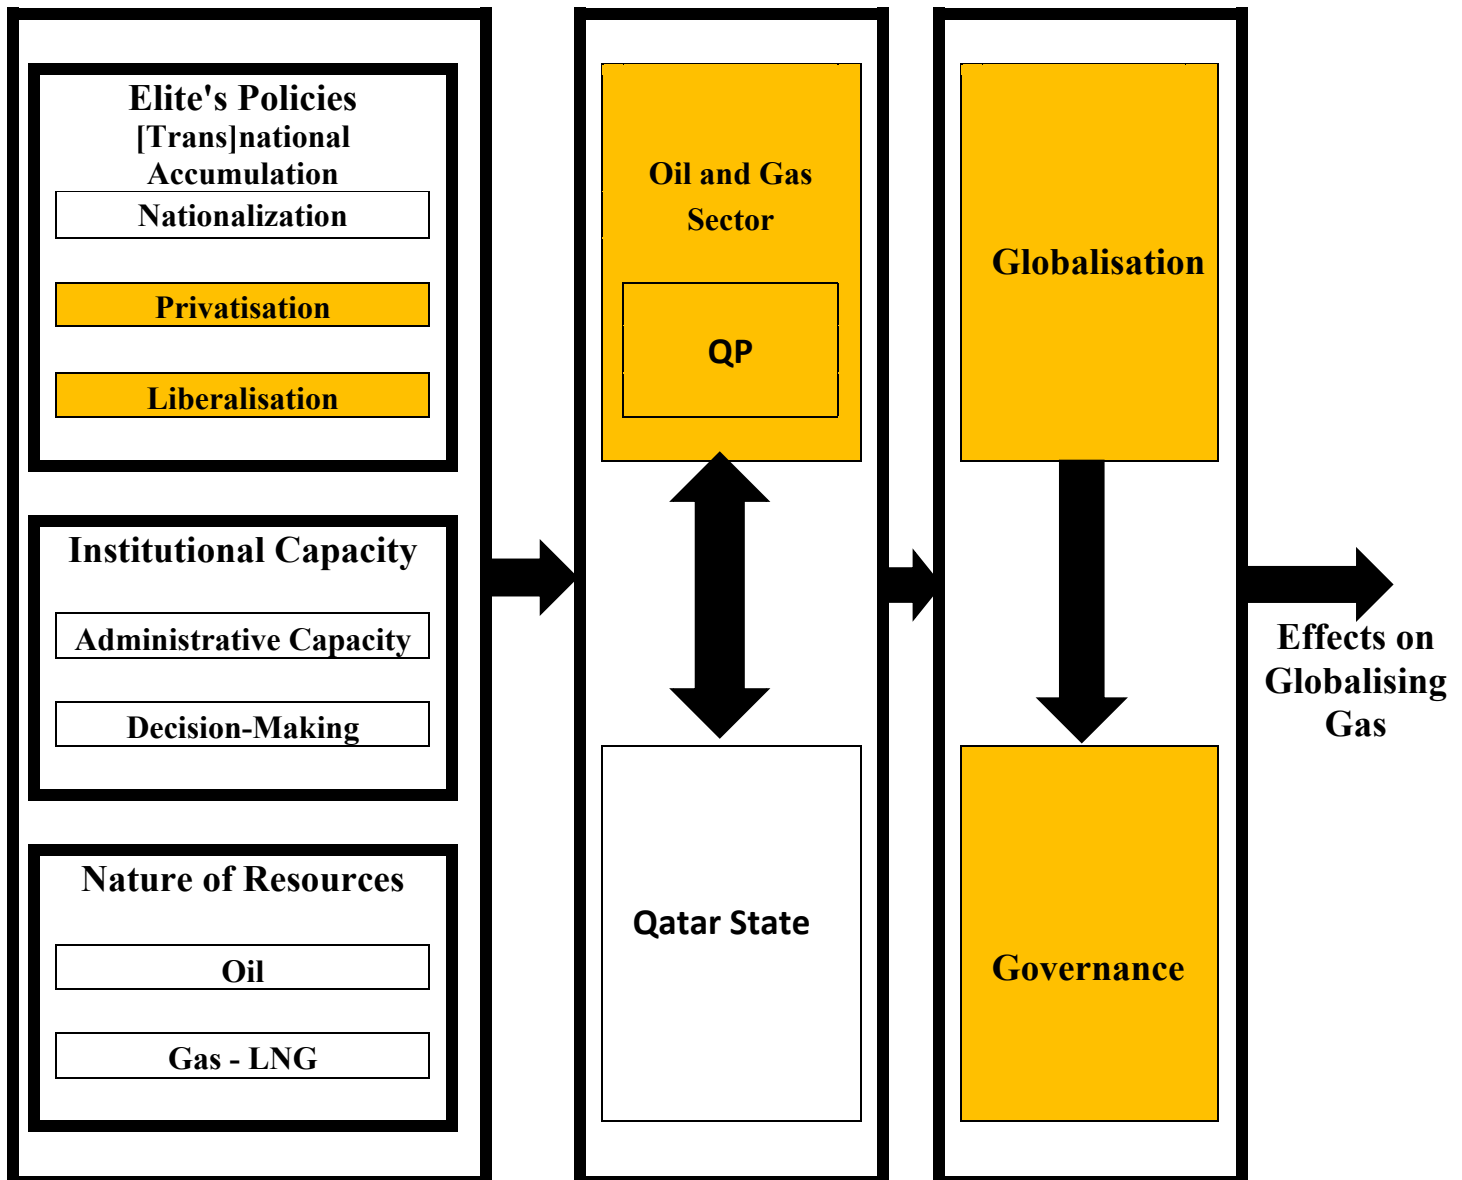 Elite's Policies
[Trans]national
Accumulation
Nationalization
Privatisation
Liberalisation
Institutional Capacity
Administrative Capacity
Decision-Making
Nature of Resources
Oil
Gas - LNG
Oil and Gas
Sector
QP
Qatar State
Globalisation
Governance
Effects on
Globalising
Gas